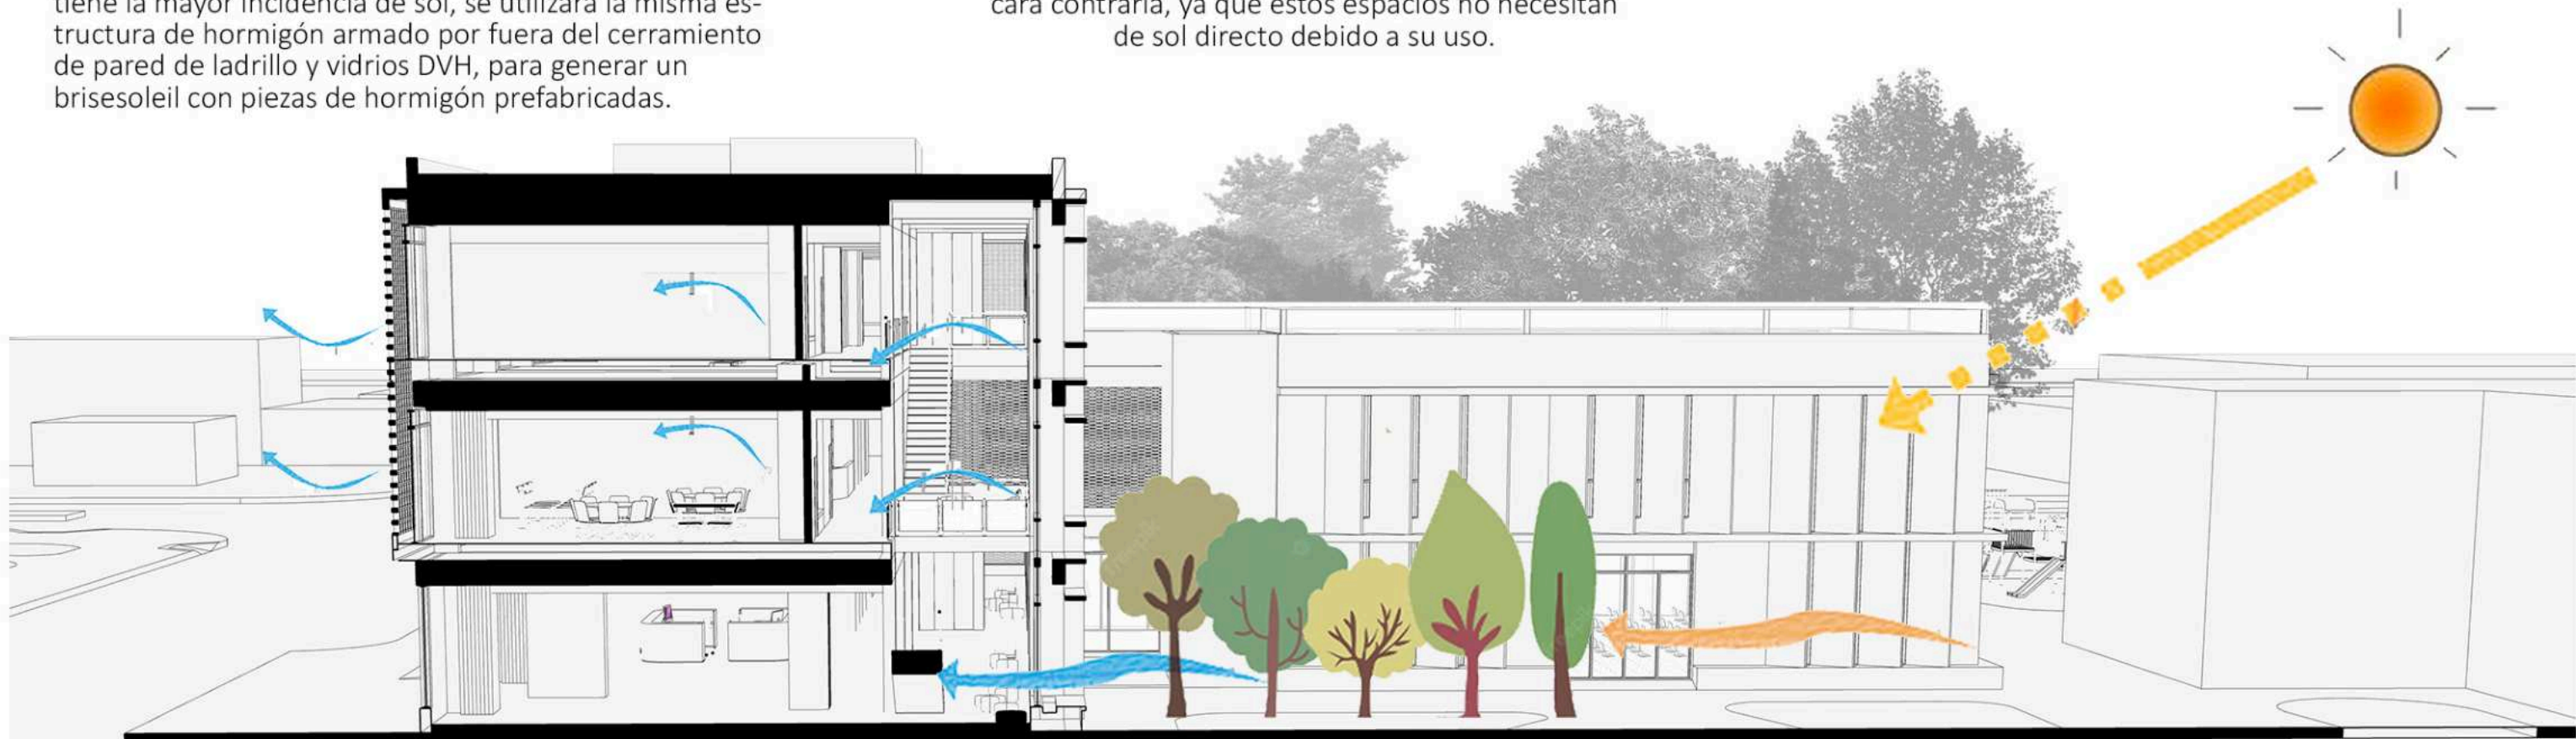 tiene la mayor incidencia de sol, se utilizará la misma es-
tructura de hormigón armado por fuera del cerramiento
de pared de ladrillo y vidrios DVH, para generar un
brisesoleil con piezas de hormigón prefabricadas.
cara contraria, ya que estos espacios no necesitan
de sol directo debido a su uso.